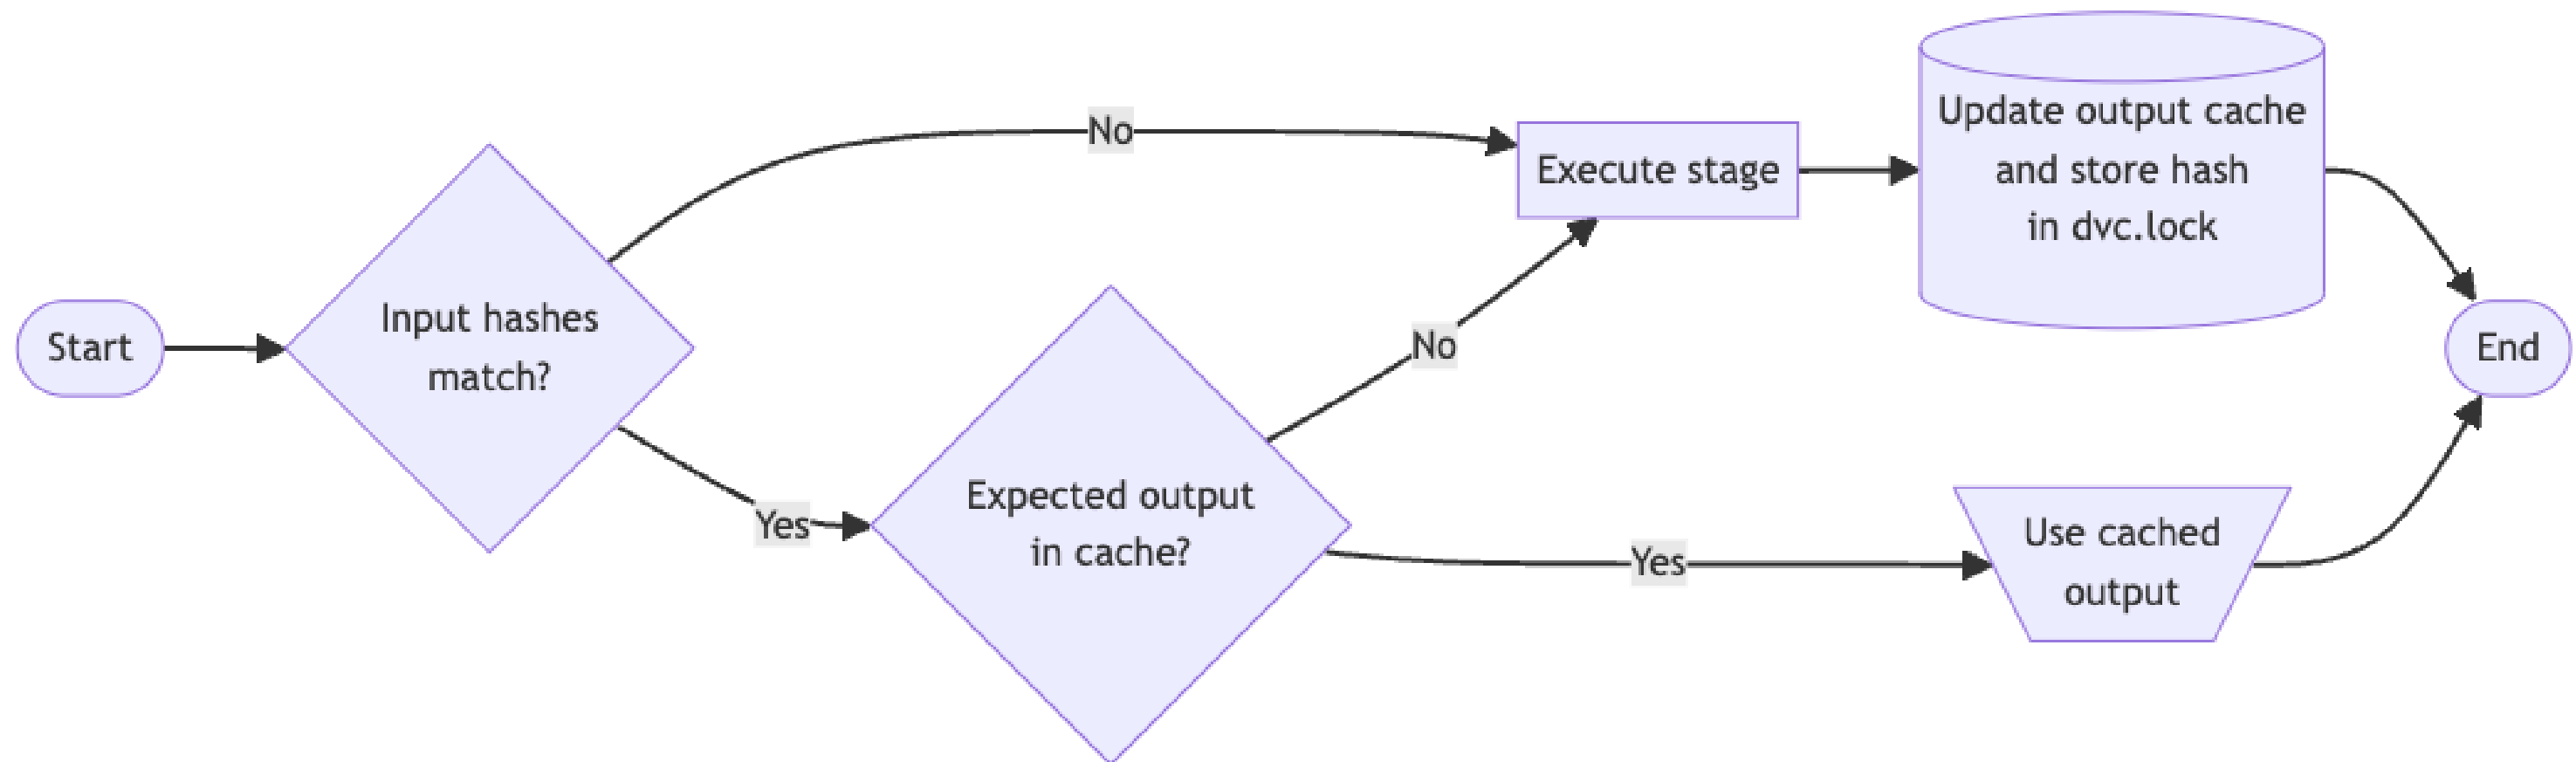 Start
Input hashes
match?
No
Yes
Expected output
in cache?
No
Yes
Execute stage
Update output cache
and store hash
in dvc.lock
Use cached
output
End